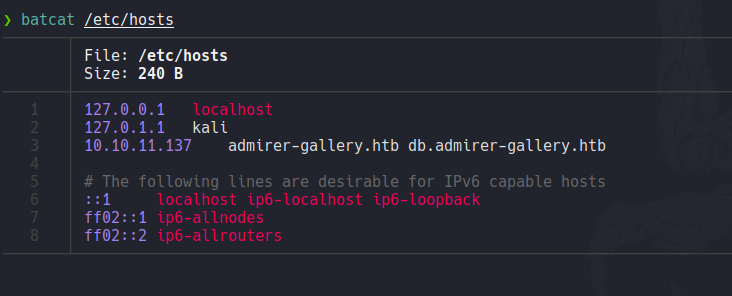 ❯ batcat /etc/hosts
File: /etc/hosts
Size: 240 B
1 127.0.0.1 localhost
2 127.0.1.1 kali
3 10.10.11.137 admirer-gallery.htb db.admirer-gallery.htb
4
5 # The following lines are desirable for IPv6 capable hosts
6 ::1 localhost ip6-localhost ip6-loopback
7 ff02::1 ip6-allnodes
8 ff02::2 ip6-allrouters